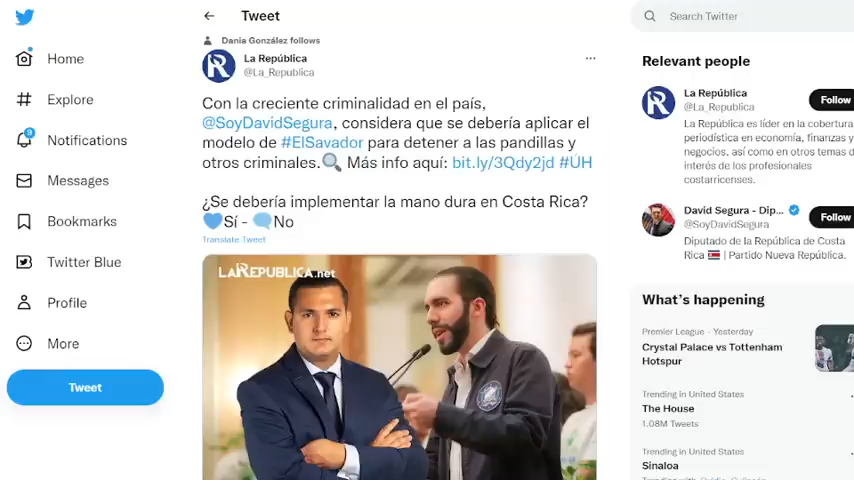 Tweet
Search Twitter
Dania González follows
La República
@La_Republica
Con la creciente criminalidad en el país,
@SoyDavidSegura, considera que se debería aplicar el
modelo de #ElSavador para detener a las pandillas y
otros criminales. Más info aquí: bit.ly/3Qdy2jd #ÚH
¿Se debería implementar la mano dura en Costa Rica?
Sí - No
Translate Tweet
LAREPUBLICA.net
Home
Explore
9
Notifications
Messages
Bookmarks
Twitter Blue
Profile
More
Tweet
Relevant people
La República
@La_Republica
Follow
La República es líder en la cobertura
periodística en economía, finanzas y
negocios, así como en otros temas d
interés de los profesionales
costarricenses.
David Segura - Dip...
@SoyDavidSegura
Follow
Diputado de la República de Costa
Rica | Partido Nueva República.
What's happening
Premier League · Yesterday
Crystal Palace vs Tottenham
Hotspur
Trending in United States
The House
1.08M Tweets
Trending in United States
Sinaloa
Trending with